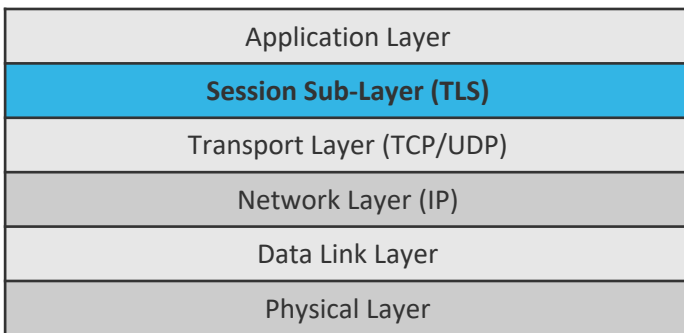 Application Layer
Session Sub-Layer (TLS)
Transport Layer (TCP/UDP)
Network Layer (IP)
Data Link Layer
Physical Layer